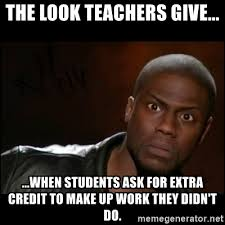 THE LOOK TEACHERS GIVE...
...WHEN STUDENTS ASK FOR EXTRA
CREDIT TO MAKE UP WORK THEY DIDN'T
DO.
memegenerator.net